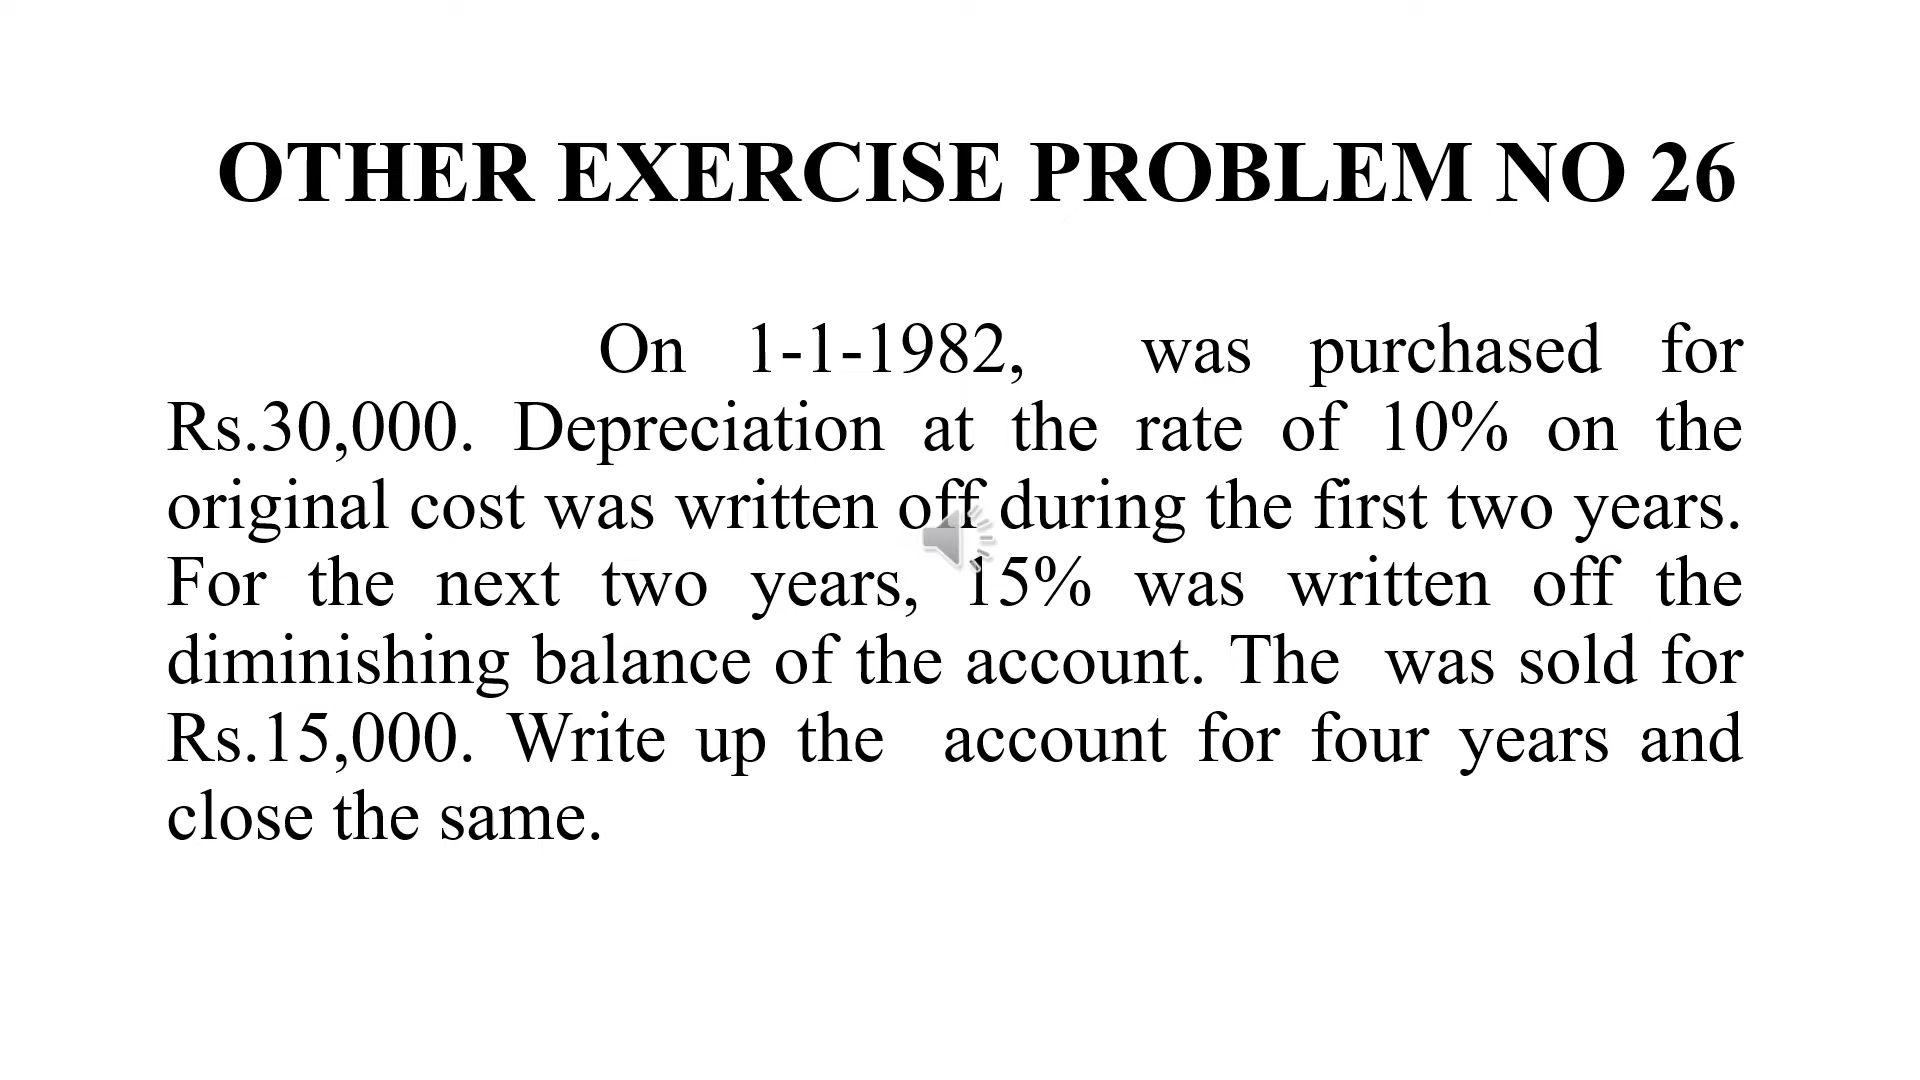 OTHER EXERCISE PROBLEM NO 26
On 1-1-1982, was purchased for
Rs.30,000. Depreciation at the rate of 10% on the
original cost was written off during the first two years.
For the next two years, 15% was written off the
diminishing balance of the account. The was sold for
Rs.15,000. Write up the account for four years and
close the same.